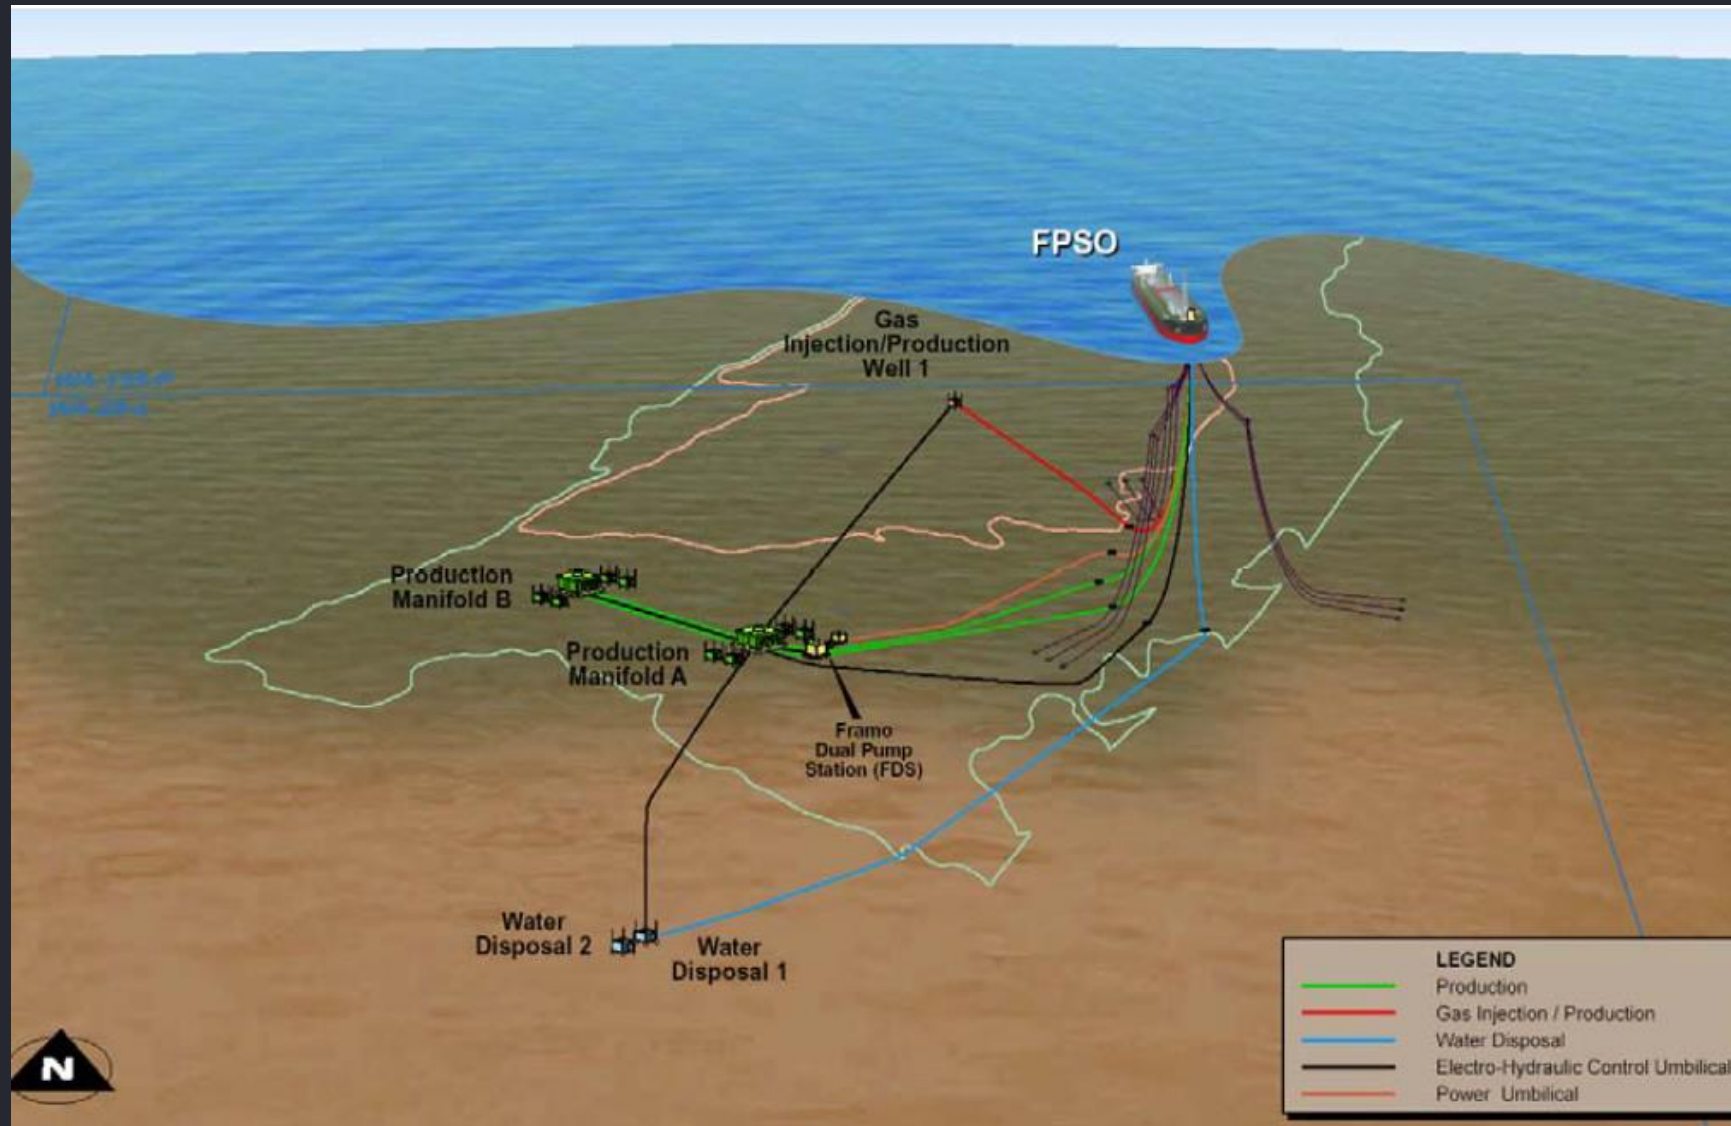 FPSO
Gas
Injection/Production
Well 1
Production
Manifold B
Production
Manifold A
Framo
Dual Pump
Station (FDS)
Water
Disposal 2
Water
Disposal 1
N
LEGEND
Production
Gas Injection / Production
Water Disposal
Electro-Hydraulic Control Umbilical
Power Umbilical